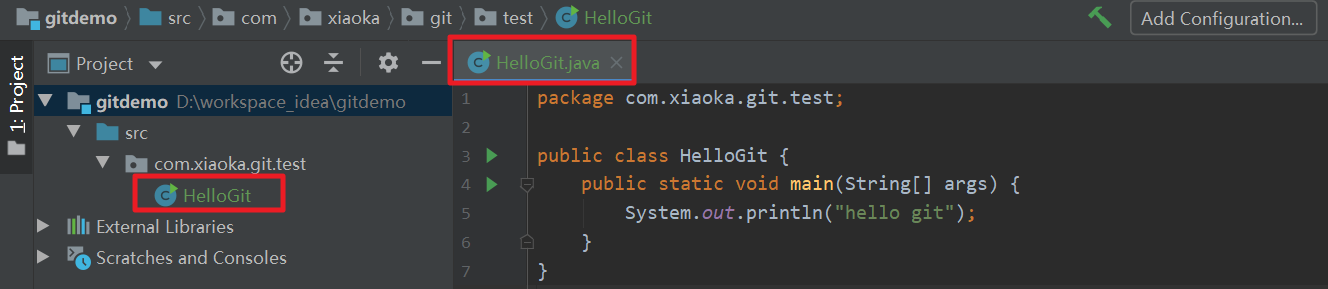 gitdemo src com xiaoka git test HelloGit Add Configuration...
1: Project
Project
gitdemo D:\workspace_idea\gitdemo
src
com.xiaoka.git.test
HelloGit
External Libraries
Scratches and Consoles
HelloGit.java
1 package com.xiaoka.git.test;
2
3 public class HelloGit {
4 public static void main(String[] args) {
5 System.out.println("hello git");
6 }
7 }